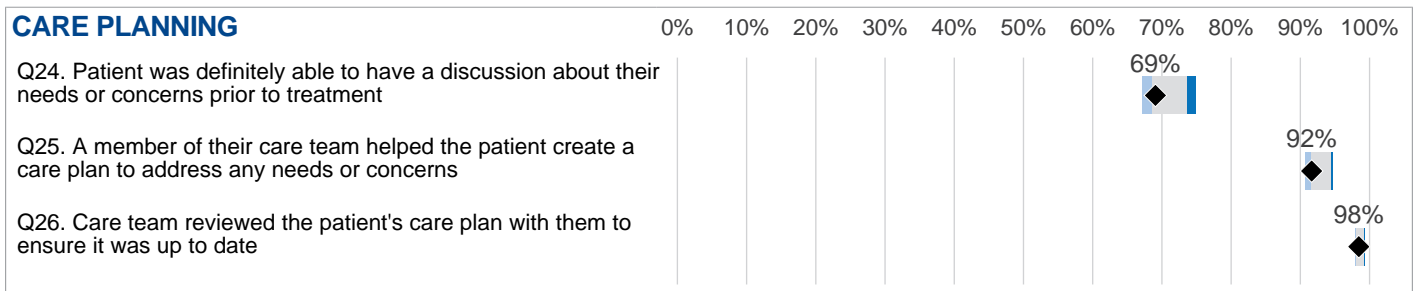 CARE PLANNING
0% 10% 20% 30% 40% 50% 60% 70% 80% 90% 100%
Q24. Patient was definitely able to have a discussion about their
needs or concerns prior to treatment
69%
Q25. A member of their care team helped the patient create a
care plan to address any needs or concerns
92%
Q26. Care team reviewed the patient's care plan with them to
ensure it was up to date
98%